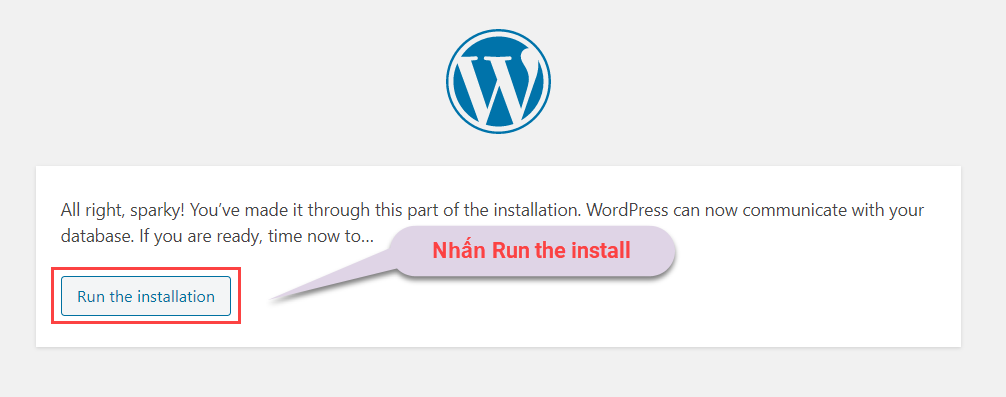 All right, sparky! You’ve made it through this part of the installation. WordPress can now communicate with your
database. If you are ready, time now to…
Nhấn Run the install
Run the installation